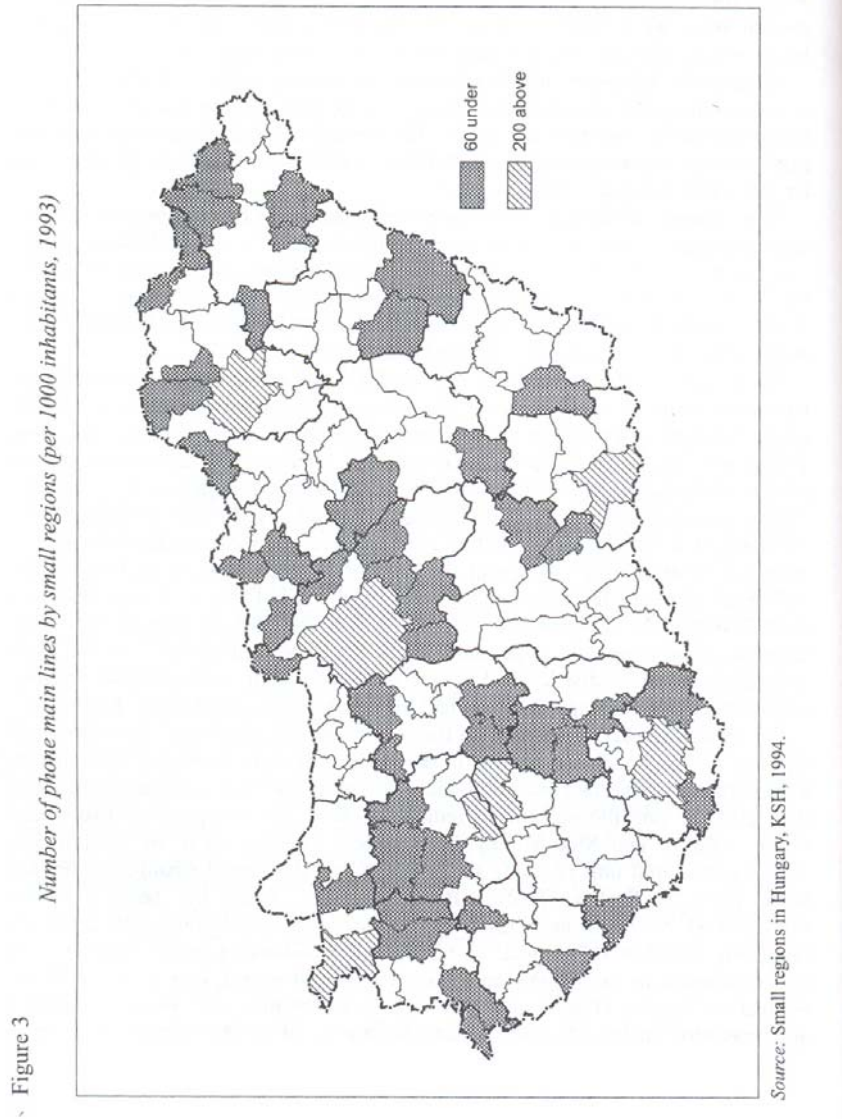 Figure 3
Number of phone main lines by small regions (per 1000 inhabitants, 1993)
60 under
200 above
Source: Small regions in Hungary, KSH, 1994.